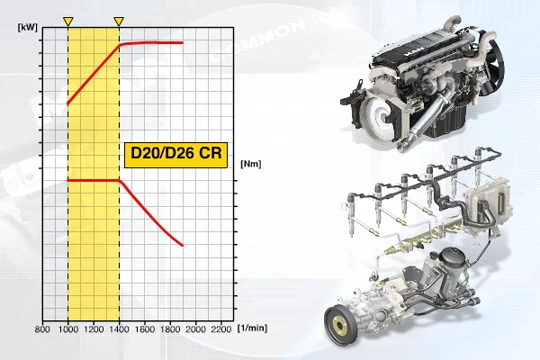 [kW]
COMMON RAIL
MAN
D20/D26 CR
[Nm]
800 1000 1200 1400 1600 1800 2000 2200 [1/min]